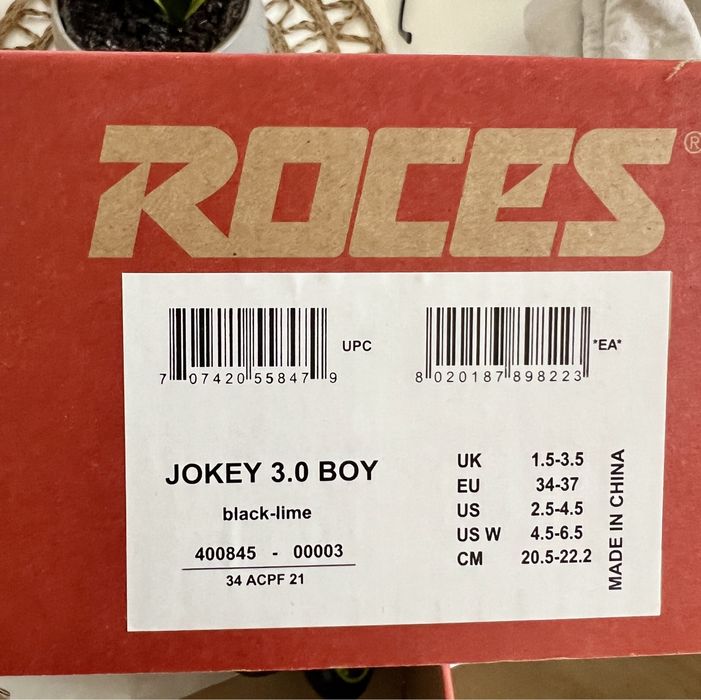 ROCES®
UPC
7 07420 55847 9
*EA*
8 020187 898223
JOKEY 3.0 BOY
black-lime
400845 - 00003
34 ACPF 21
UK 1.5-3.5
EU 34-37
US 2.5-4.5
US W 4.5-6.5
CM 20.5-22.2
MADE IN CHINA